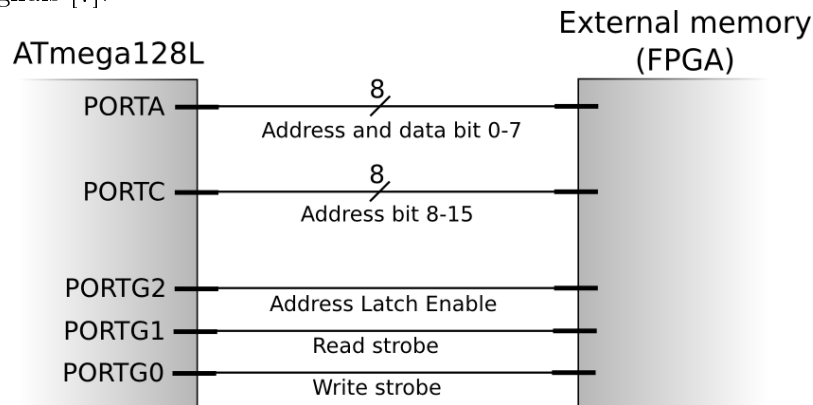 External memory
(FPGA)
ATmega128L
PORTA
8
Address and data bit 0-7
PORTC
8
Address bit 8-15
PORTG2
Address Latch Enable
PORTG1
Read strobe
PORTG0
Write strobe